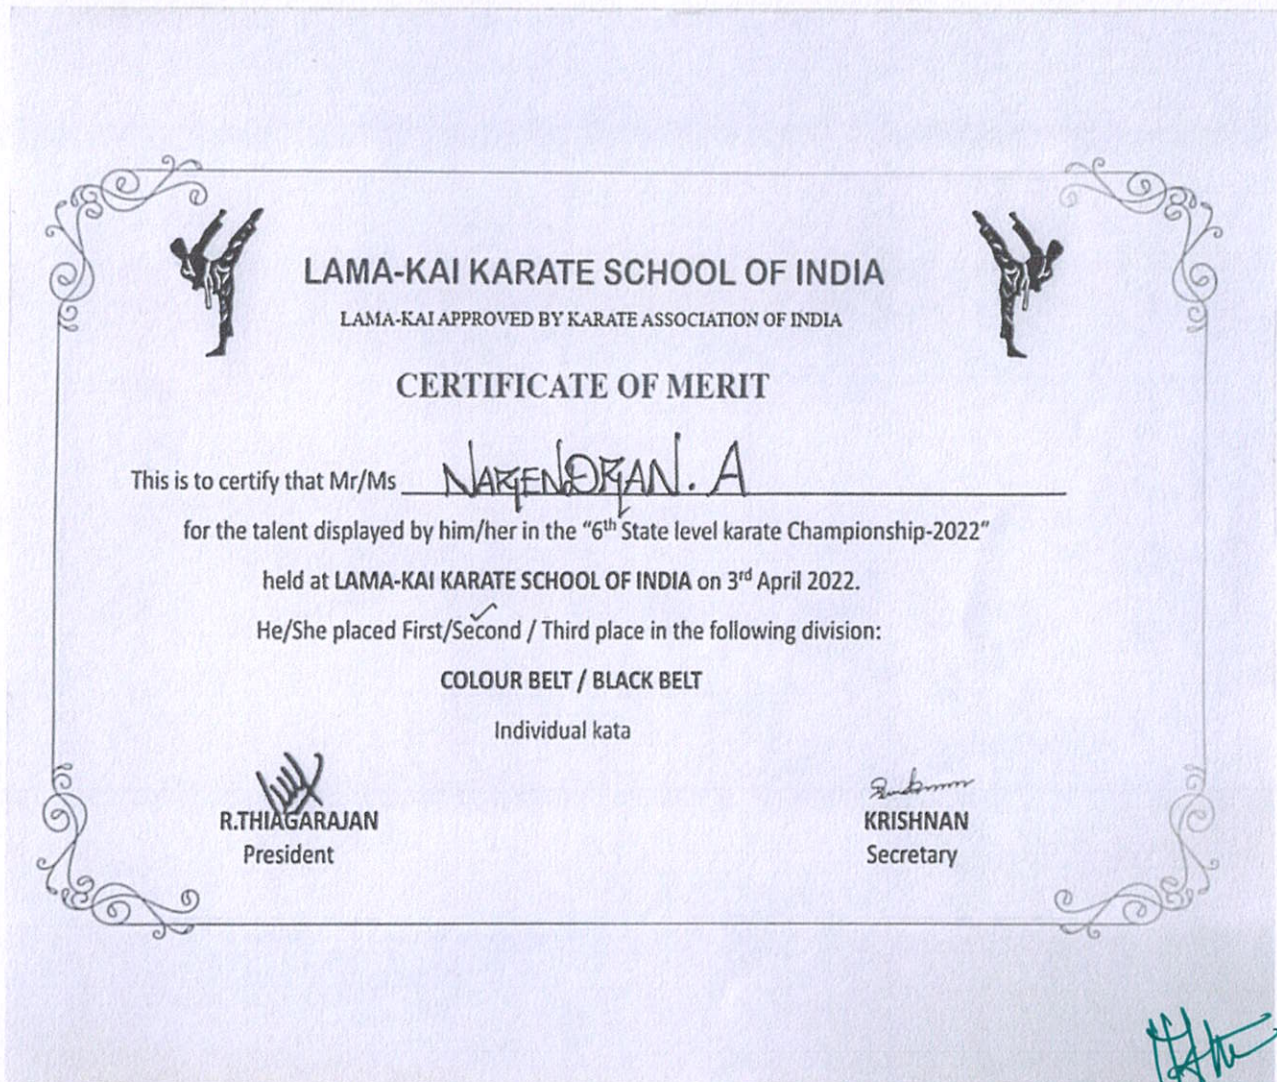 LAMA-KAI KARATE SCHOOL OF INDIA
LAMA-KAI APPROVED BY KARATE ASSOCIATION OF INDIA
CERTIFICATE OF MERIT
This is to certify that Mr/Ms NARENDRAN. A
for the talent displayed by him/her in the “6th State level karate Championship-2022”
held at LAMA-KAI KARATE SCHOOL OF INDIA on 3rd April 2022.
He/She placed First/Second / Third place in the following division:
COLOUR BELT / BLACK BELT
Individual kata
R.THIAGARAJAN KRISHNAN
President Secretary